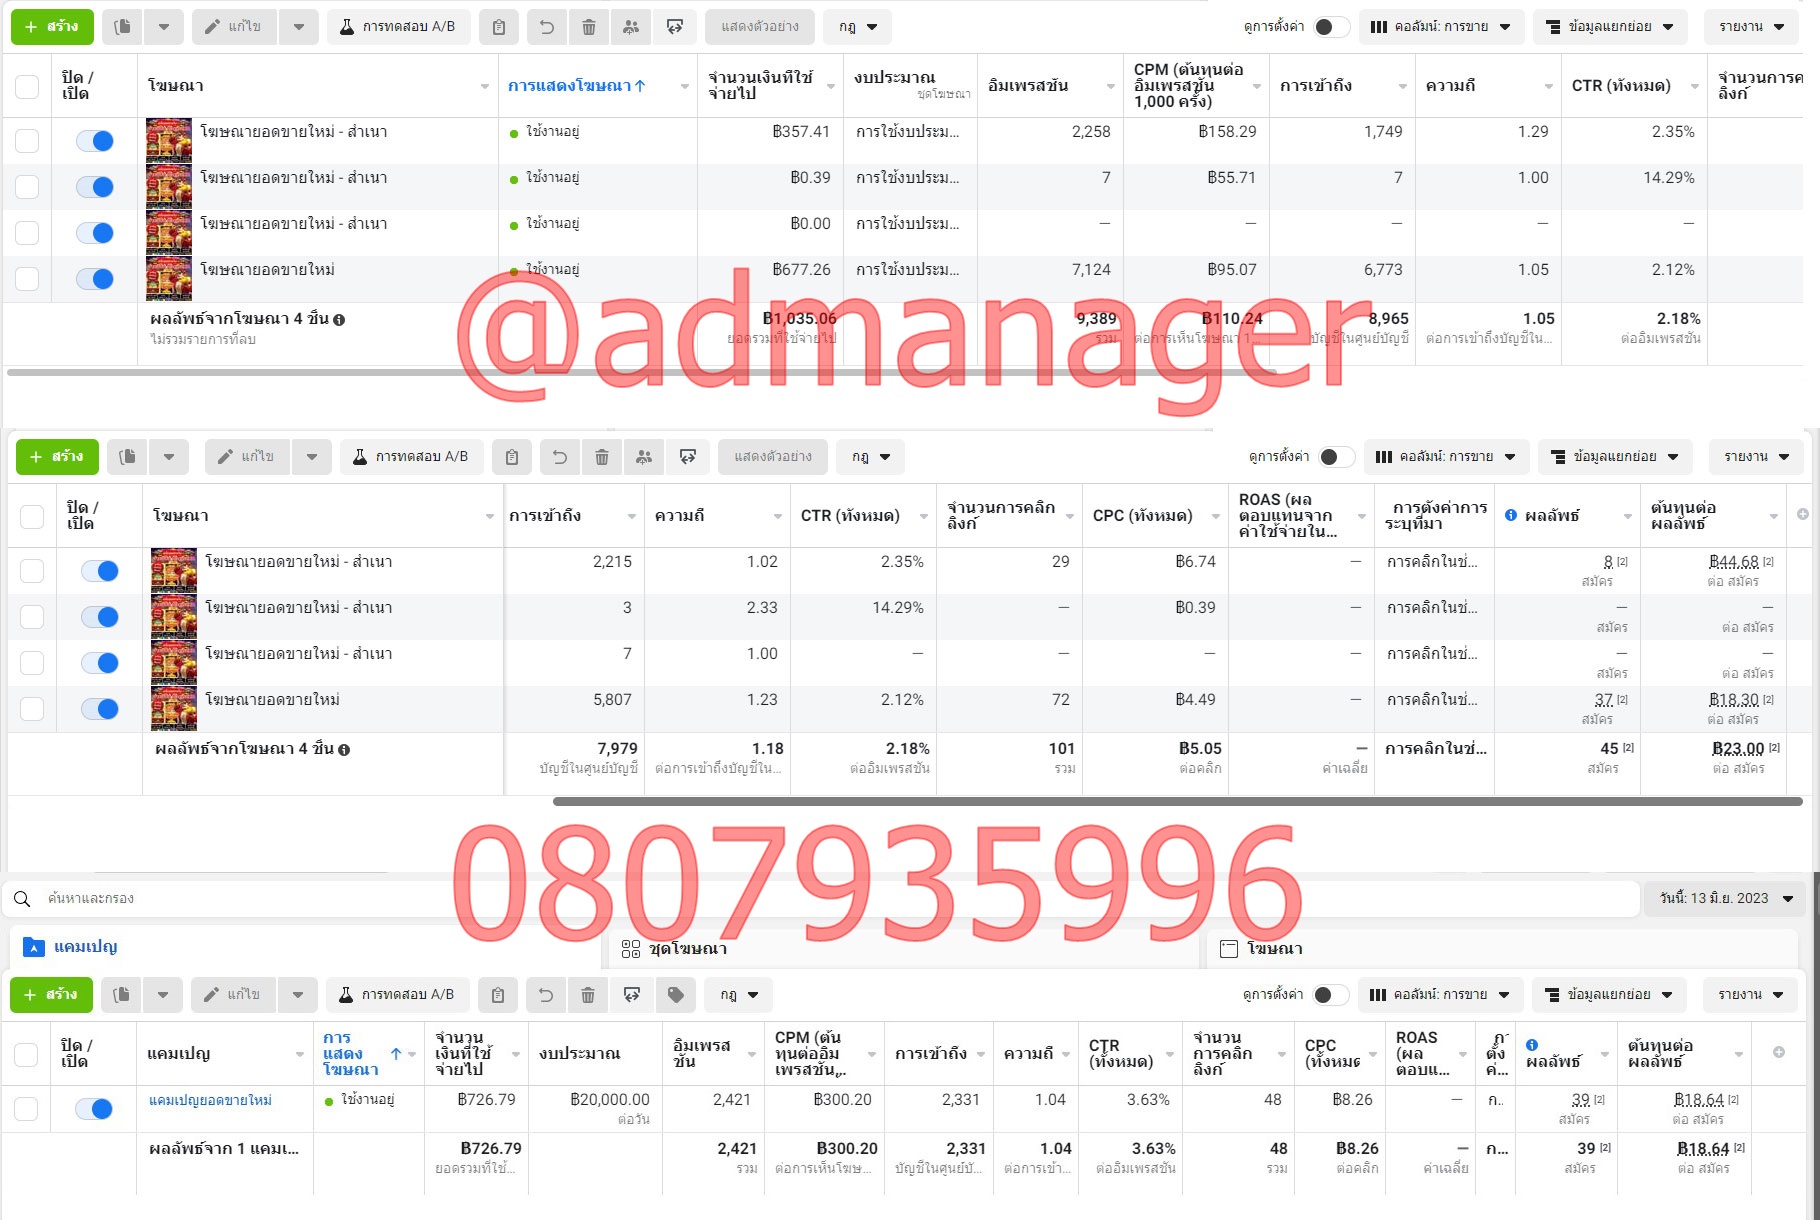 + สร้าง แก้ไข การทดสอบ A/B แสดงตัวอย่าง กฎ ดูการตั้งค่า คอลัมน์: การขาย ข้อมูลแยกย่อย รายงาน
ปิด / เปิด โฆษณา การแสดงโฆษณา ↑ จำนวนเงินที่ใช้จ่ายไป งบประมาณ ชุดโฆษณา อิมเพรสชัน CPM (ต้นทุนต่ออิมเพรสชัน 1,000 ครั้ง) การเข้าถึง ความถี่ CTR (ทั้งหมด) จำนวนการค ลิงก์
โฆษณายอดขายใหม่ - สำเนา ใช้งานอยู่ ฿357.41 การใช้งบประม... 2,258 ฿158.29 1,749 1.29 2.35%
โฆษณายอดขายใหม่ - สำเนา ใช้งานอยู่ ฿0.39 การใช้งบประม... 7 ฿55.71 7 1.00 14.29%
โฆษณายอดขายใหม่ - สำเนา ใช้งานอยู่ ฿0.00 การใช้งบประม... — — — — —
โฆษณายอดขายใหม่ ใช้งานอยู่ ฿677.26 การใช้งบประม... 7,124 ฿95.07 6,773 1.05 2.12%
ผลลัพธ์จากโฆษณา 4 ชิ้น ฿1,035.06 9,389 ฿110.24 8,965 1.05 2.18%
ไม่รวมรายการที่ลบ ยอดรวมที่ใช้จ่ายไป รวม ต่อการเห็นโฆษณา 1... บัญชีในศูนย์บัญชี ต่อการเข้าถึงบัญชีใน... ต่ออิมเพรสชัน
@admanager
+ สร้าง แก้ไข การทดสอบ A/B แสดงตัวอย่าง กฎ ดูการตั้งค่า คอลัมน์: การขาย ข้อมูลแยกย่อย รายงาน
ปิด / เปิด โฆษณา การเข้าถึง ความถี่ CTR (ทั้งหมด) จำนวนการคลิกลิงก์ CPC (ทั้งหมด) ROAS (ผลตอบแทนจากค่าใช้จ่ายใน... การตั้งค่าการระบุที่มา ผลลัพธ์ ต้นทุนต่อผลลัพธ์
โฆษณายอดขายใหม่ - สำเนา 2,215 1.02 2.35% 29 ฿6.74 — การคลิกในช่... 8 [2] ฿44.68 [2]
สมัคร ต่อ สมัคร
โฆษณายอดขายใหม่ - สำเนา 3 2.33 14.29% — ฿0.39 — การคลิกในช่... — —
สมัคร ต่อ สมัคร
โฆษณายอดขายใหม่ - สำเนา 7 1.00 — — — — การคลิกในช่... — —
สมัคร ต่อ สมัคร
โฆษณายอดขายใหม่ 5,807 1.23 2.12% 72 ฿4.49 — การคลิกในช่... 37 [2] ฿18.30 [2]
สมัคร ต่อ สมัคร
ผลลัพธ์จากโฆษณา 4 ชิ้น 7,979 1.18 2.18% 101 ฿5.05 — การคลิกในช่... 45 [2] ฿23.00 [2]
บัญชีในศูนย์บัญชี ต่อการเข้าถึงบัญชีใน... ต่ออิมเพรสชัน รวม ต่อคลิก ค่าเฉลี่ย สมัคร ต่อ สมัคร
0807935996
ค้นหาและกรอง วันนี้: 13 มิ.ย. 2023
แคมเปญ ชุดโฆษณา โฆษณา
+ สร้าง แก้ไข การทดสอบ A/B กฎ ดูการตั้งค่า คอลัมน์: การขาย ข้อมูลแยกย่อย รายงาน
ปิด / เปิด แคมเปญ การแสดงโฆษณา ↑ จำนวนเงินที่ใช้จ่ายไป งบประมาณ อิมเพรสชัน CPM (ต้นทุนต่ออิมเพรสชัน,... การเข้าถึง ความถี่ CTR (ทั้งหมด) จำนวนการคลิกลิงก์ CPC (ทั้งหมด ROAS (ผลตอบแ... ตั้งค่... ผลลัพธ์ ต้นทุนต่อผลลัพธ์
แคมเปญยอดขายใหม่ ใช้งานอยู่ ฿726.79 ฿20,000.00 2,421 ฿300.20 2,331 1.04 3.63% 48 ฿8.26 — ก... 39 [2] ฿18.64 [2]
ต่อวัน สมัคร ต่อ สมัคร
ผลลัพธ์จาก 1 แคมเ... ฿726.79 2,421 ฿300.20 2,331 1.04 3.63% 48 ฿8.26 — ก... 39 [2] ฿18.64 [2]
ยอดรวมที่ใช้... รวม ต่อการเห็นโฆษ... บัญชีในศูนย์บั... ต่อการเข้า... ต่ออิมเพรสชัน รวม ต่อคลิก ค่าเฉลี่ย สมัคร ต่อ สมัคร